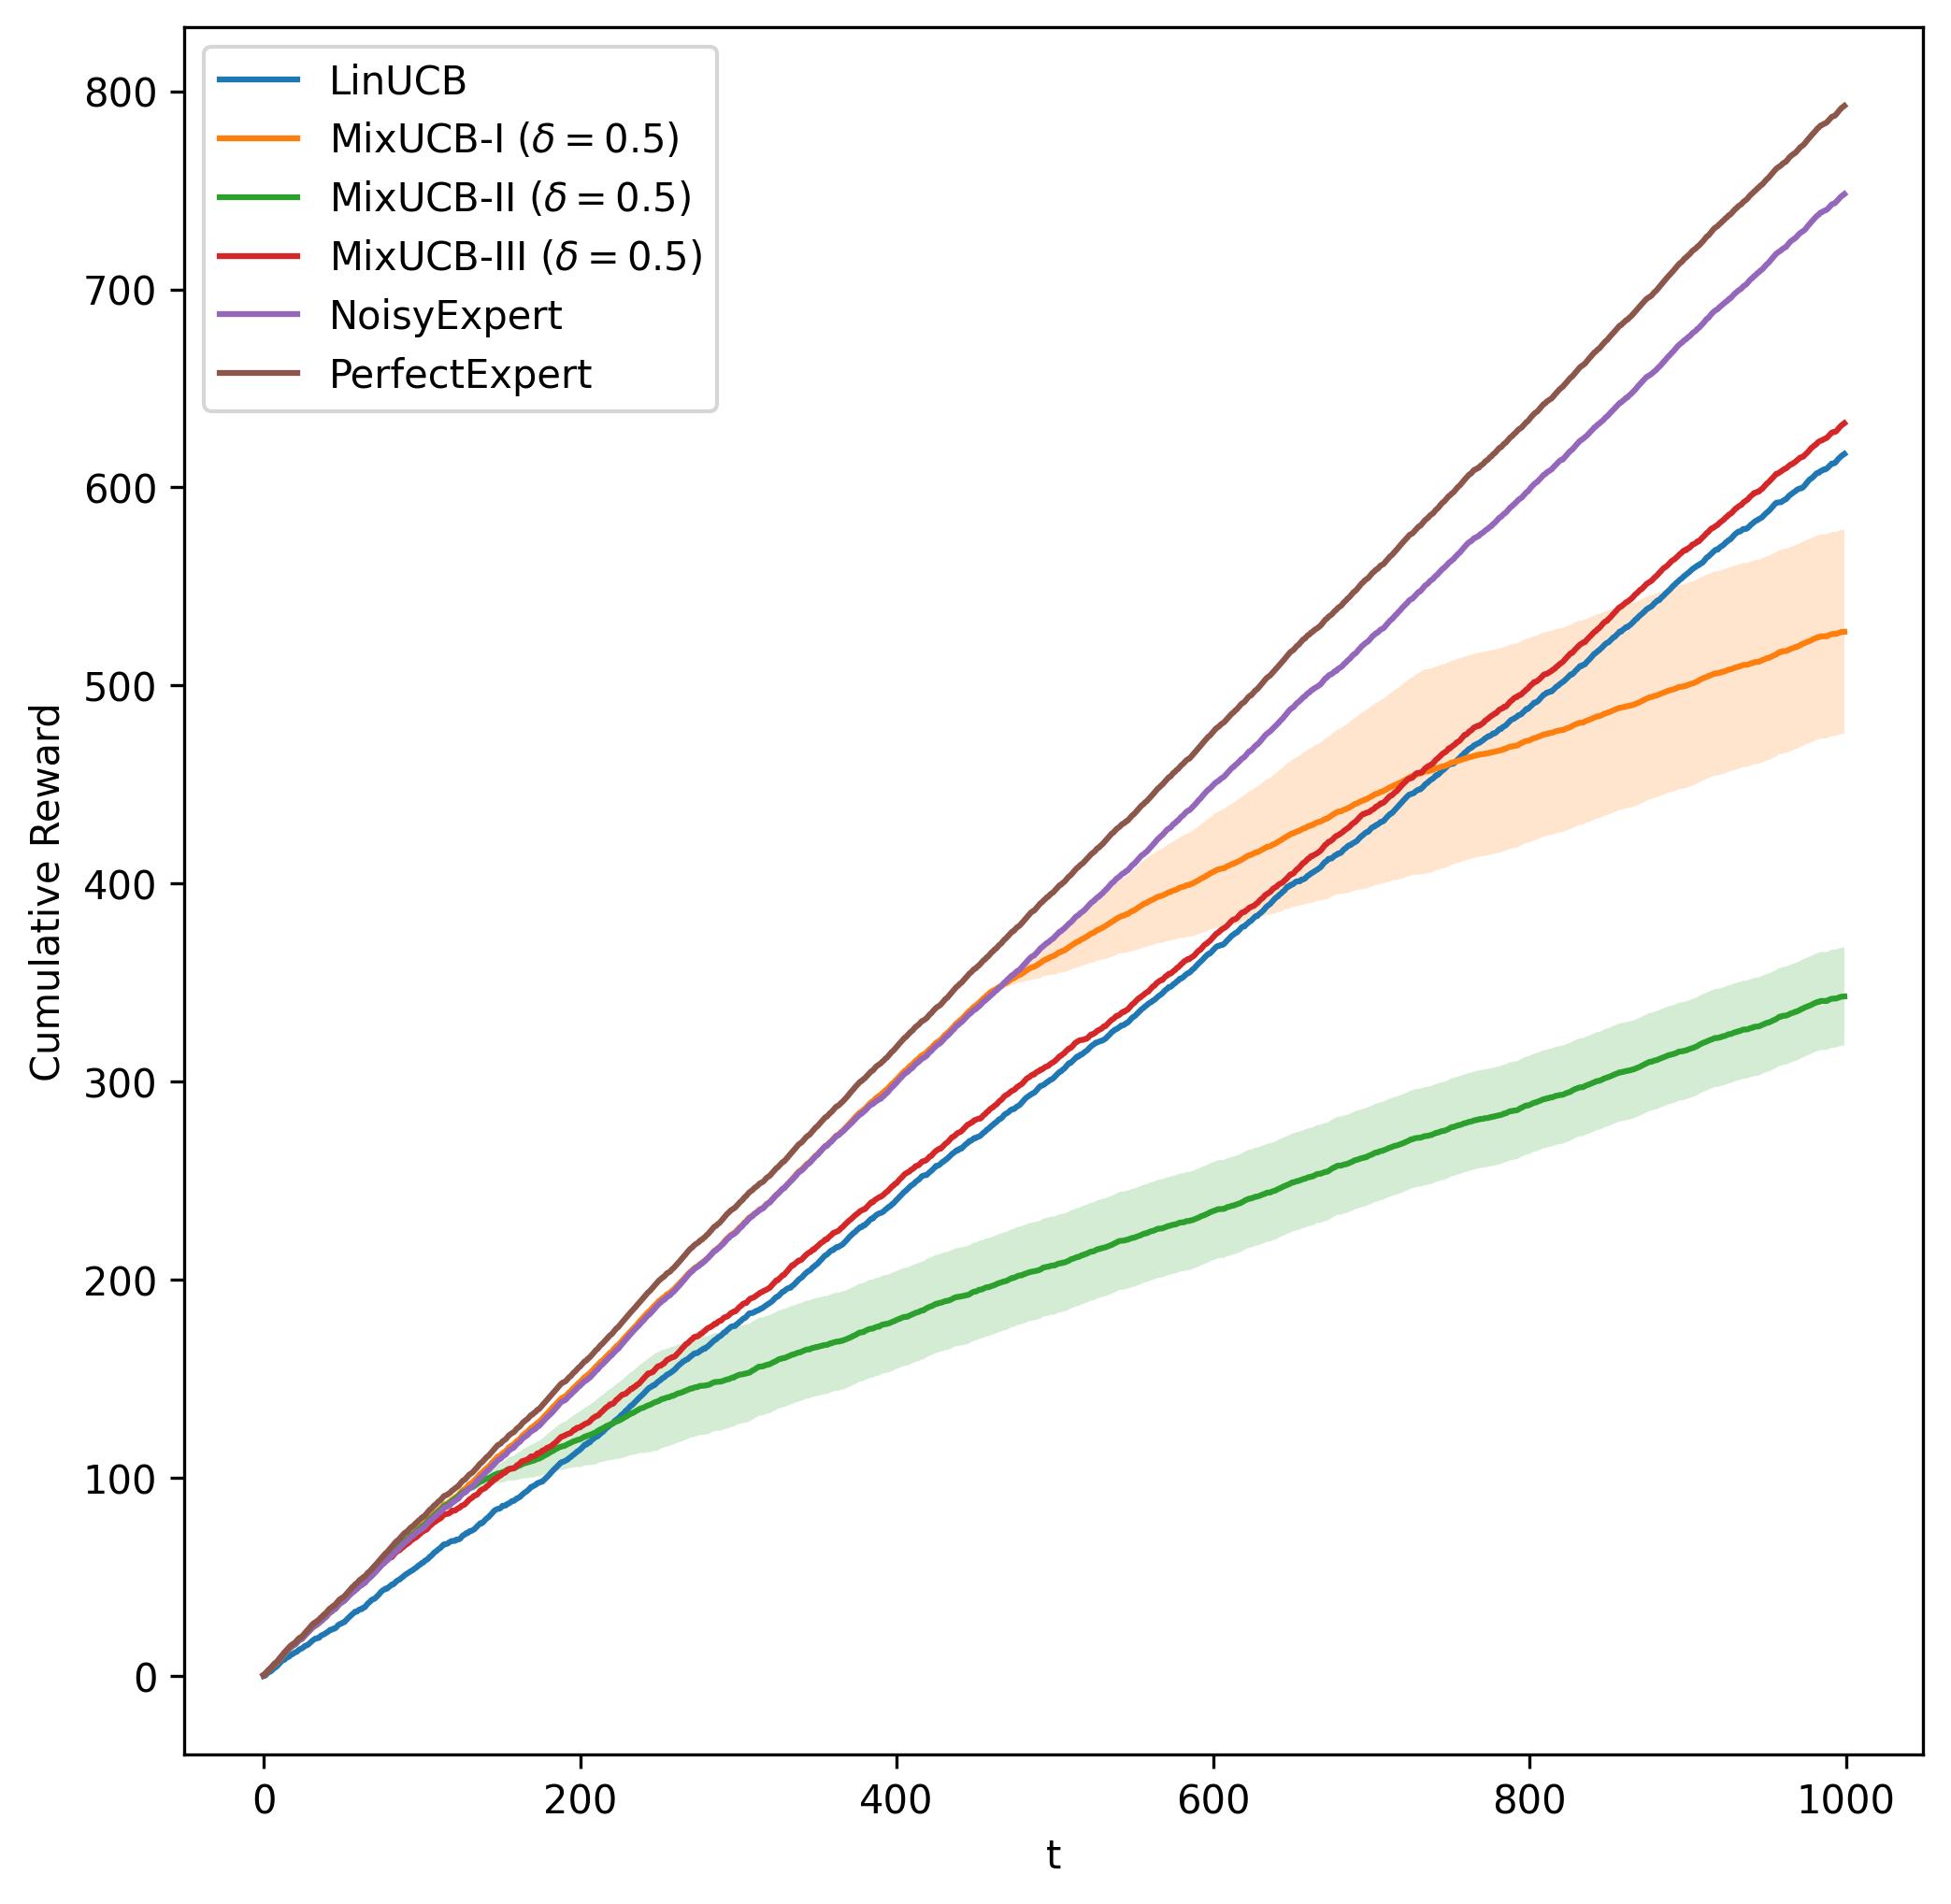 LinUCB
MixUCB-I (δ = 0.5)
MixUCB-II (δ = 0.5)
MixUCB-III (δ = 0.5)
NoisyExpert
PerfectExpert
Cumulative Reward
800
700
600
500
400
300
200
100
0
0 200 400 600 800 1000
t